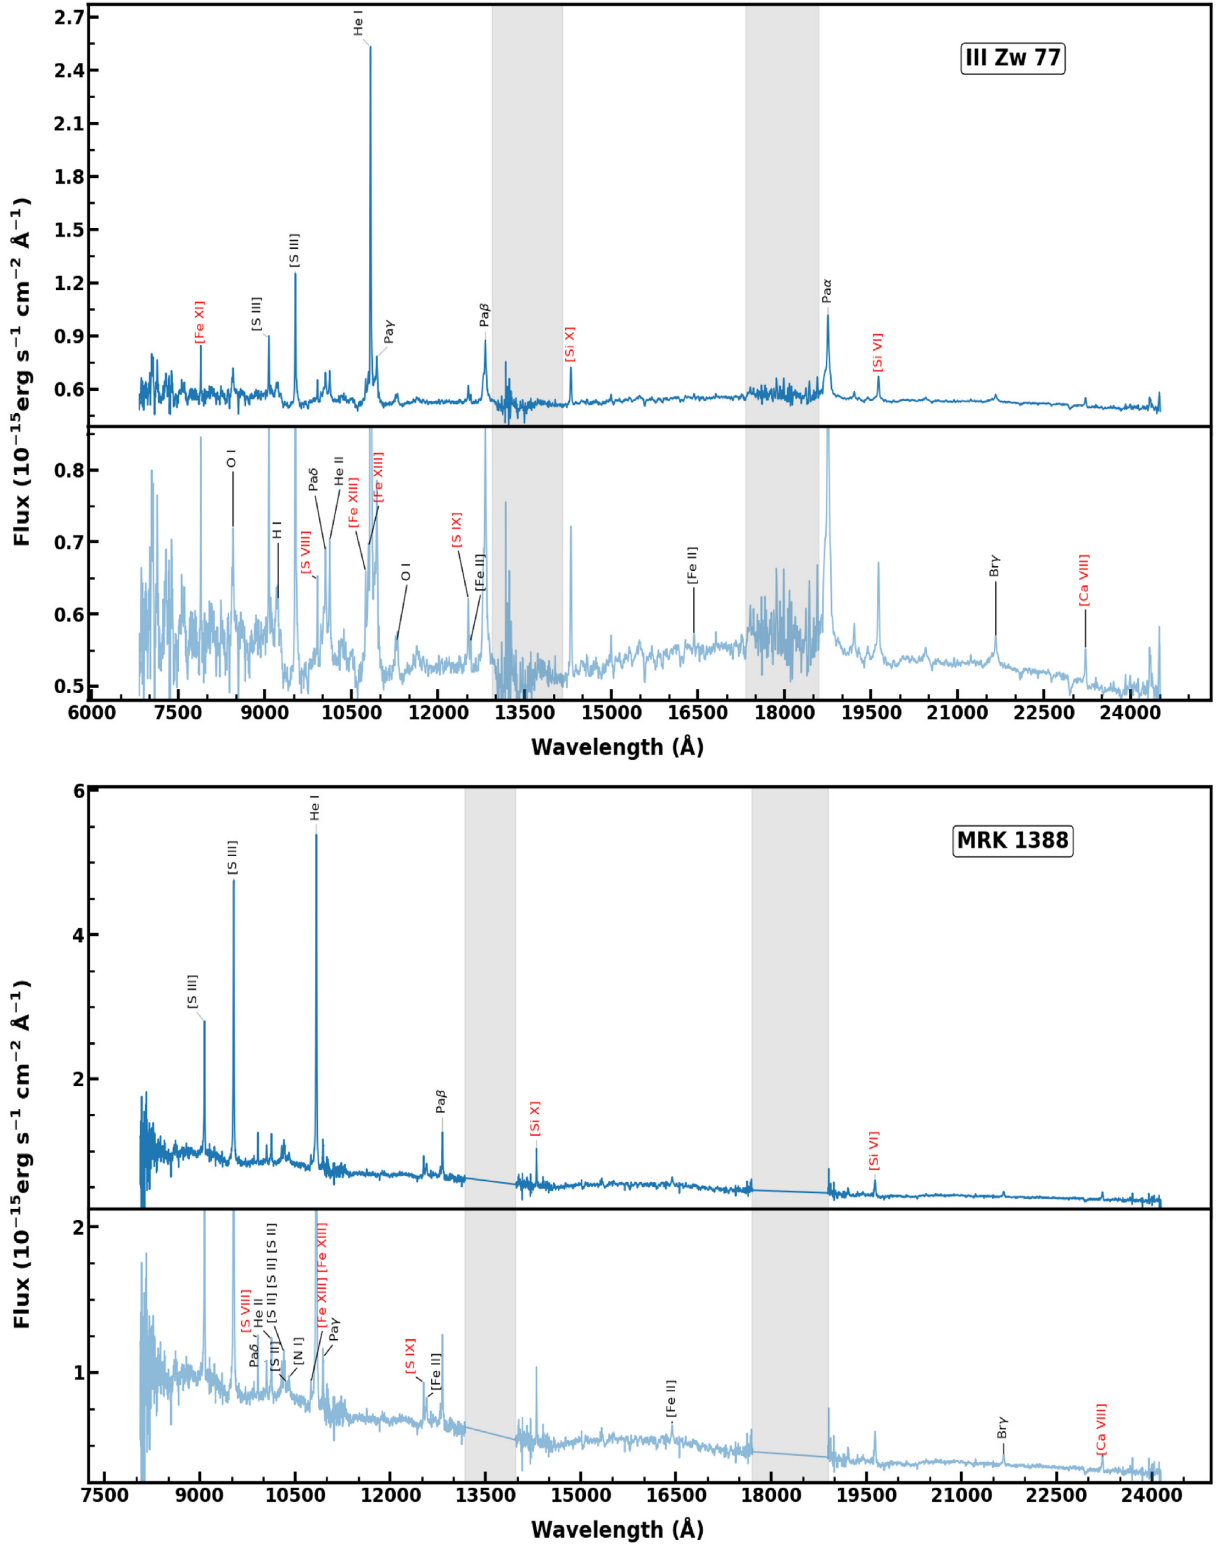 III Zw 77
He I
[S III]
[S III]
[Fe XI]
Paγ
Paβ
[Si X]
Paα
[Si VI]
2.7
2.4
2.1
1.8
1.5
1.2
0.9
0.6
Flux (10⁻¹⁵erg s⁻¹ cm⁻² Å⁻¹)
O I
H I
[S VIII]
Paδ
He II
[Fe XIII]
[Fe XIII]
O I
[S IX]
[Fe II]
[Fe II]
Brγ
[Ca VIII]
0.8
0.7
0.6
0.5
6000 7500 9000 10500 12000 13500 15000 16500 18000 19500 21000 22500 24000
Wavelength (Å)
MRK 1388
He I
[S III]
[S III]
Paβ
[Si X]
[Si VI]
6
4
2
Flux (10⁻¹⁵erg s⁻¹ cm⁻² Å⁻¹)
[S VIII]
Paδ
He II
[S II] [S II] [S II]
[S II]
[N I]
[Fe XIII] [Fe XIII]
Paγ
[S IX]
[Fe II]
[Fe II]
Brγ
[Ca VIII]
2
1
7500 9000 10500 12000 13500 15000 16500 18000 19500 21000 22500 24000
Wavelength (Å)